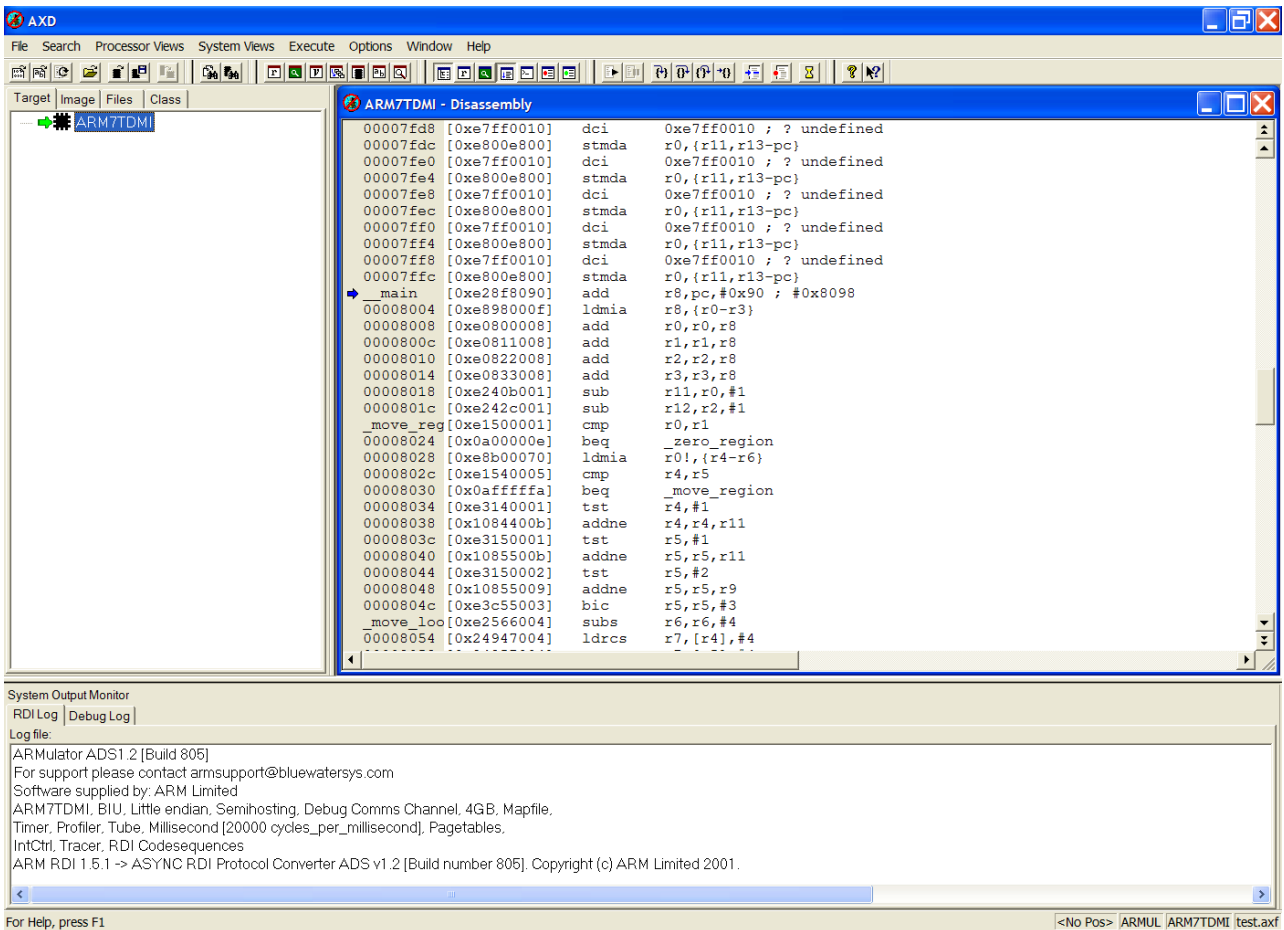 AXD
File Search Processor Views System Views Execute Options Window Help
Target Image Files Class
ARM7TDMI
ARM7TDMI - Disassembly
00007fd8 [0xe7ff0010] dci 0xe7ff0010 ; ? undefined
00007fdc [0xe800e800] stmda r0,{r11,r13-pc}
00007fe0 [0xe7ff0010] dci 0xe7ff0010 ; ? undefined
00007fe4 [0xe800e800] stmda r0,{r11,r13-pc}
00007fe8 [0xe7ff0010] dci 0xe7ff0010 ; ? undefined
00007fec [0xe800e800] stmda r0,{r11,r13-pc}
00007ff0 [0xe7ff0010] dci 0xe7ff0010 ; ? undefined
00007ff4 [0xe800e800] stmda r0,{r11,r13-pc}
00007ff8 [0xe7ff0010] dci 0xe7ff0010 ; ? undefined
00007ffc [0xe800e800] stmda r0,{r11,r13-pc}
__main [0xe28f8090] add r8,pc,#0x90 ; #0x8098
00008004 [0xe898000f] ldmia r8,{r0-r3}
00008008 [0xe0800008] add r0,r0,r8
0000800c [0xe0811008] add r1,r1,r8
00008010 [0xe0822008] add r2,r2,r8
00008014 [0xe0833008] add r3,r3,r8
00008018 [0xe240b001] sub r11,r0,#1
0000801c [0xe242c001] sub r12,r2,#1
_move_reg[0xe1500001] cmp r0,r1
00008024 [0x0a00000e] beq _zero_region
00008028 [0xe8b00070] ldmia r0!,{r4-r6}
0000802c [0xe1540005] cmp r4,r5
00008030 [0x0afffffa] beq _move_region
00008034 [0xe3140001] tst r4,#1
00008038 [0x1084400b] addne r4,r4,r11
0000803c [0xe3150001] tst r5,#1
00008040 [0x1085500b] addne r5,r5,r11
00008044 [0xe3150002] tst r5,#2
00008048 [0x10855009] addne r5,r5,r9
0000804c [0xe3c55003] bic r5,r5,#3
_move_loo[0xe2566004] subs r6,r6,#4
00008054 [0x24947004] ldrcs r7,[r4],#4
System Output Monitor
RDI Log Debug Log
Log file:
ARMulator ADS1.2 [Build 805]
For support please contact armsupport@bluewatersys.com
Software supplied by: ARM Limited
ARM7TDMI, BIU, Little endian, Semihosting, Debug Comms Channel, 4GB, Mapfile,
Timer, Profiler, Tube, Millisecond [20000 cycles_per_millisecond], Pagetables,
IntCtrl, Tracer, RDI Codesequences
ARM RDI 1.5.1 -> ASYNC RDI Protocol Converter ADS v1.2 [Build number 805]. Copyright (c) ARM Limited 2001.
For Help, press F1
<No Pos> ARMUL ARM7TDMI test.axf